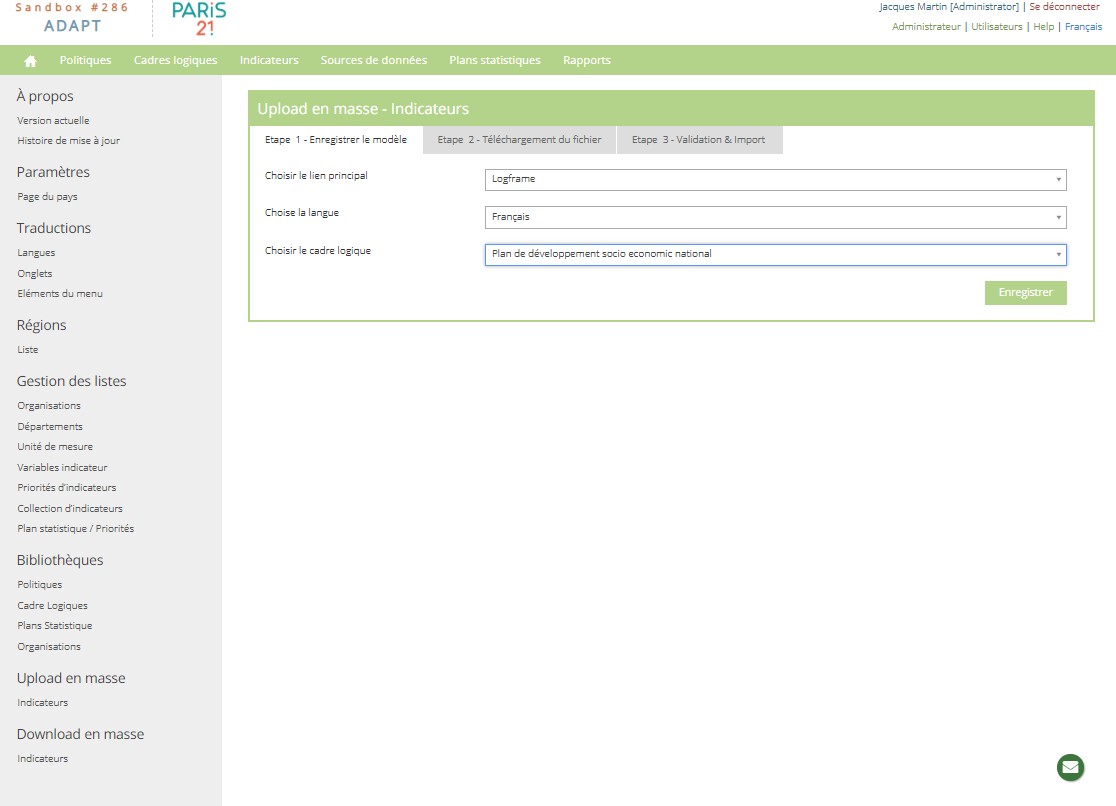 Sandbox #286
ADAPT
PARiS
21
Jacques Martin [Administrator] | Se déconnecter
Administrateur | Utilisateurs | Help | Français
Politiques Cadres logiques Indicateurs Sources de données Plans statistiques Rapports
À propos
Version actuelle
Histoire de mise à jour
Paramètres
Page du pays
Traductions
Langues
Onglets
Eléments du menu
Régions
Liste
Gestion des listes
Organisations
Départements
Unité de mesure
Variables indicateur
Priorités d'indicateurs
Collection d'indicateurs
Plan statistique / Priorités
Bibliothèques
Politiques
Cadre Logiques
Plans Statistique
Organisations
Upload en masse
Indicateurs
Download en masse
Indicateurs
Upload en masse - Indicateurs
Etape 1 - Enregistrer le modèle Etape 2 - Téléchargement du fichier Etape 3 - Validation & Import
Choisir le lien principal Logframe
Choise la langue Français
Choisir le cadre logique Plan de développement socio economic national
Enregistrer